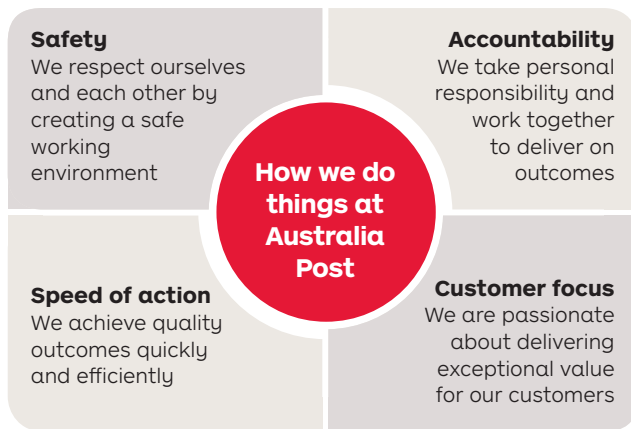 Safety
We respect ourselves
and each other by
creating a safe
working
environment
Accountability
We take personal
responsibility and
work together
to deliver on
outcomes
How we do
things at
Australia
Post
Speed of action
We achieve quality
outcomes quickly
and efficiently
Customer focus
We are passionate
about delivering
exceptional value
for our customers